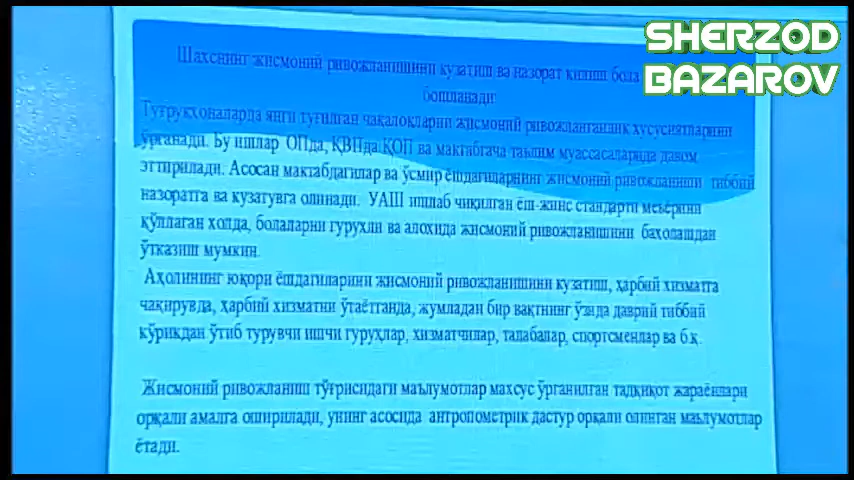 SHERZOD
BAZAROV
Шахснинг жисмоний ривожланишини кузатиш ва назорат қилиш бола
бошланади
Туғруқхоналарда янги туғилган чақалоқларни жисмоний ривожланганлик хусусиятларини
ўрганади. Бу ишлар ОПда, ҚВПда ҚОП ва мактабгача таълим муассасаларида давом
эттирилади. Асосан мактабдагилар ва ўсмир ёшдагиларнинг жисмоний ривожланиши тиббий
назоратга ва кузатувга олинади. УАШ ишлаб чиқилган ёш-жинс стандарти меъёрини
қўллаган холда, болаларни гурухли ва алохида жисмоний ривожланишини бахолашдан
ўтказиш мумкин.
Аҳолининг юқори ёшдагиларини жисмоний ривожланишини кузатиш, ҳарбий хизматга
чақирувда, ҳарбий хизматни ўтаётганда, жумладан бир вақтнинг ўзида даврий тиббий
кўрикдан ўтиб турувчи ишчи гуруҳлар, хизматчилар, талабалар, спортсменлар ва б.қ.
Жисмоний ривожланиш тўғрисидаги маълумотлар махсус ўрганилган тадқиқот жараёнлари
орқали амалга оширилади, унинг асосида антропометрик дастур орқали олинган маълумотлар
ётади.